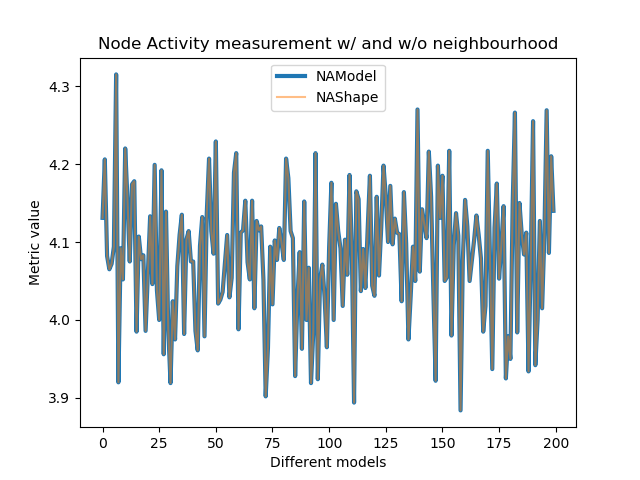 Node Activity measurement w/ and w/o neighbourhood
NAModel
NAShape
4.3
4.2
4.1
4.0
3.9
Metric value
0 25 50 75 100 125 150 175 200
Different models